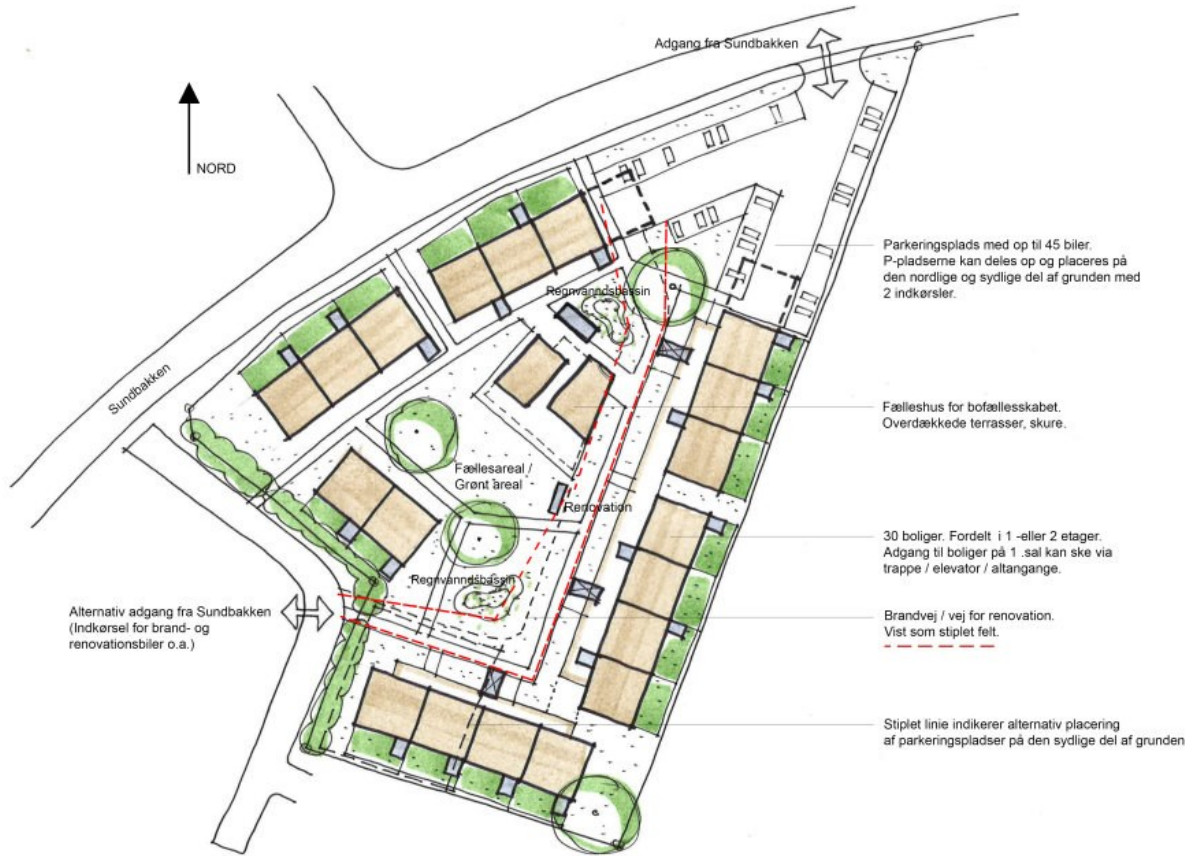 Adgang fra Sundbakken
NORD
Parkeringsplads med op til 45 biler.
P-pladserne kan deles op og placeres på
den nordlige og sydlige del af grunden med
2 indkørsler.
Regnvanndsbassin
Sundbakken
Fælleshus for bofællesskabet.
Overdækkede terrasser, skure.
Fællesareal /
Grønt areal
Renovation
30 boliger. Fordelt i 1 -eller 2 etager.
Adgang til boliger på 1 .sal kan ske via
trappe / elevator / altangange.
Regnvanndsbassin
Alternativ adgang fra Sundbakken
(Indkørsel for brand- og
renovationsbiler o.a.)
Brandvej / vej for renovation.
Vist som stiplet felt.
Stiplet linie indikerer alternativ placering
af parkeringspladser på den sydlige del af grunden